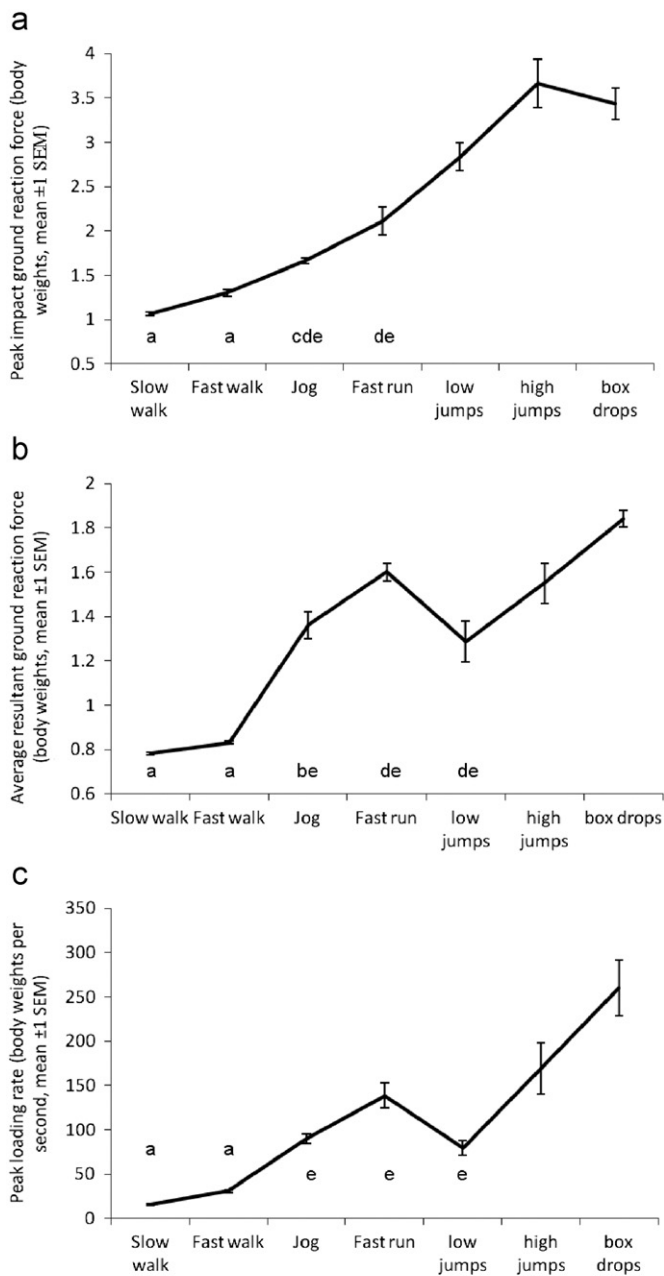 a
Peak impact ground reaction force (body
weights, mean ±1 SEM)
4
3.5
3
2.5
2
1.5
1
0.5
a a cde de
Slow walk Fast walk Jog Fast run low jumps high jumps box drops
b
Average resultant ground reaction force
(body weights, mean ±1 SEM)
2
1.8
1.6
1.4
1.2
1
0.8
0.6
a a be de de
Slow walk Fast walk Jog Fast run low jumps high jumps box drops
c
Peak loading rate (body weights per
second, mean ±1 SEM)
350
300
250
200
150
100
50
0
a a
e e e
Slow walk Fast walk Jog Fast run low jumps high jumps box drops